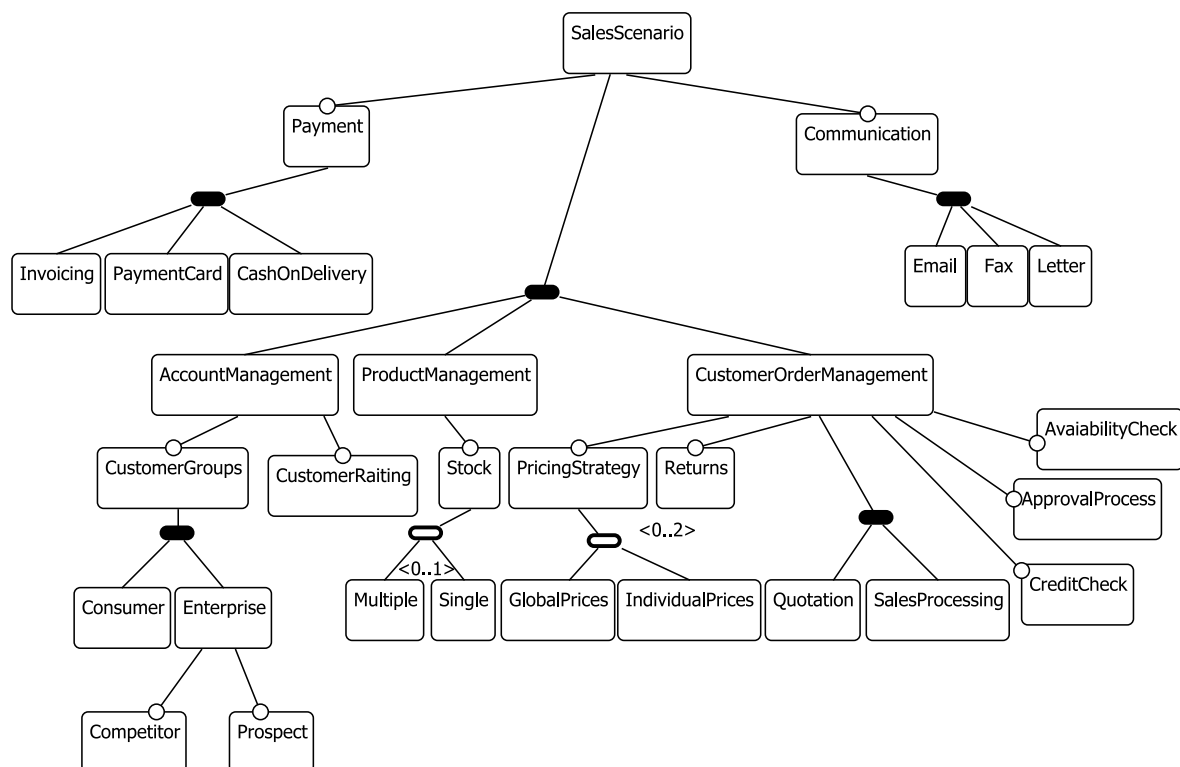 SalesScenario
Payment
Communication
Invoicing
PaymentCard
CashOnDelivery
Email
Fax
Letter
AccountManagement
ProductManagement
CustomerOrderManagement
CustomerGroups
CustomerRaiting
Stock
PricingStrategy
Returns
AvaiabilityCheck
ApprovalProcess
<0..2>
<0..1>
Consumer
Enterprise
Multiple
Single
GlobalPrices
IndividualPrices
Quotation
SalesProcessing
CreditCheck
Competitor
Prospect